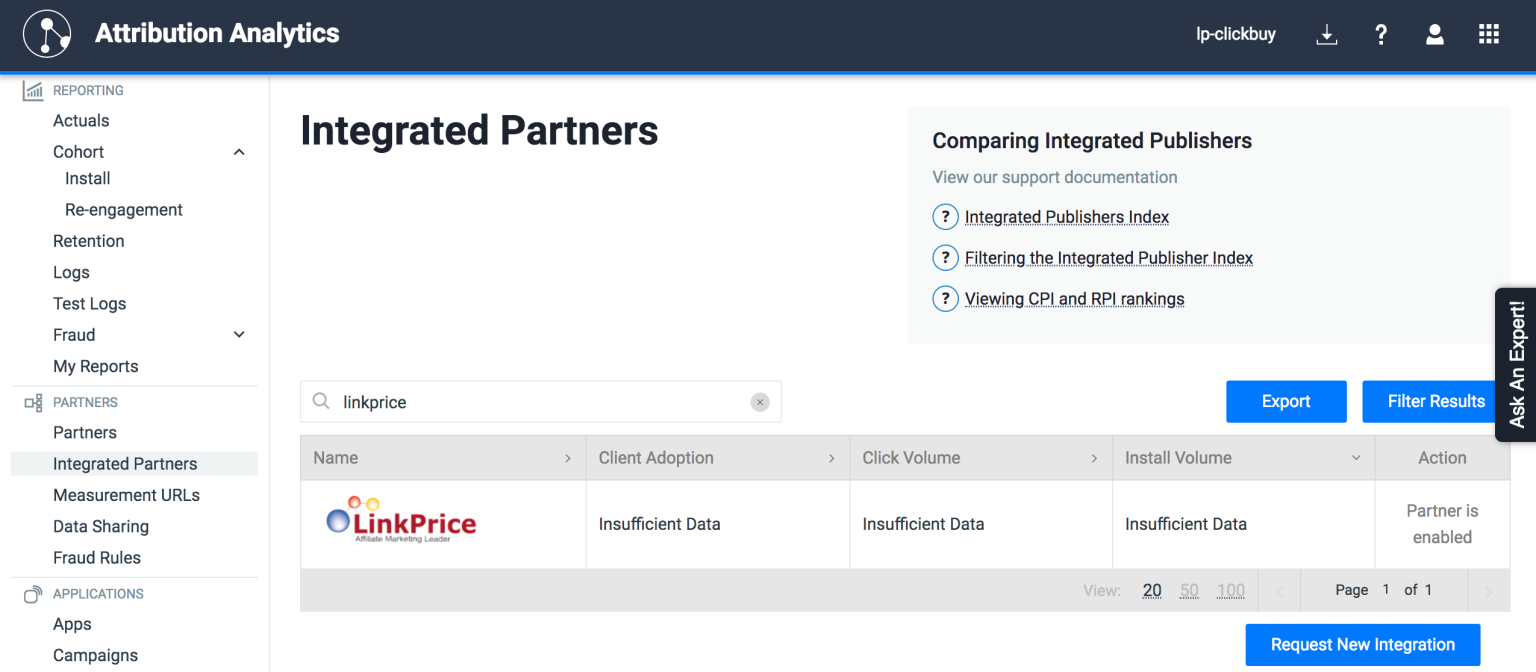 Attribution Analytics
lp-clickbuy
?
REPORTING
Actuals
Cohort
Install
Re-engagement
Retention
Logs
Test Logs
Fraud
My Reports
PARTNERS
Partners
Integrated Partners
Measurement URLs
Data Sharing
Fraud Rules
APPLICATIONS
Apps
Campaigns
Integrated Partners
Comparing Integrated Publishers
View our support documentation
? Integrated Publishers Index
? Filtering the Integrated Publisher Index
? Viewing CPI and RPI rankings
Ask An Expert!
linkprice
Export
Filter Results
Name Client Adoption Click Volume Install Volume Action
LinkPrice
Affiliate Marketing Leader
Insufficient Data Insufficient Data Insufficient Data
Partner is
enabled
View: 20 50 100 Page 1 of 1
Request New Integration